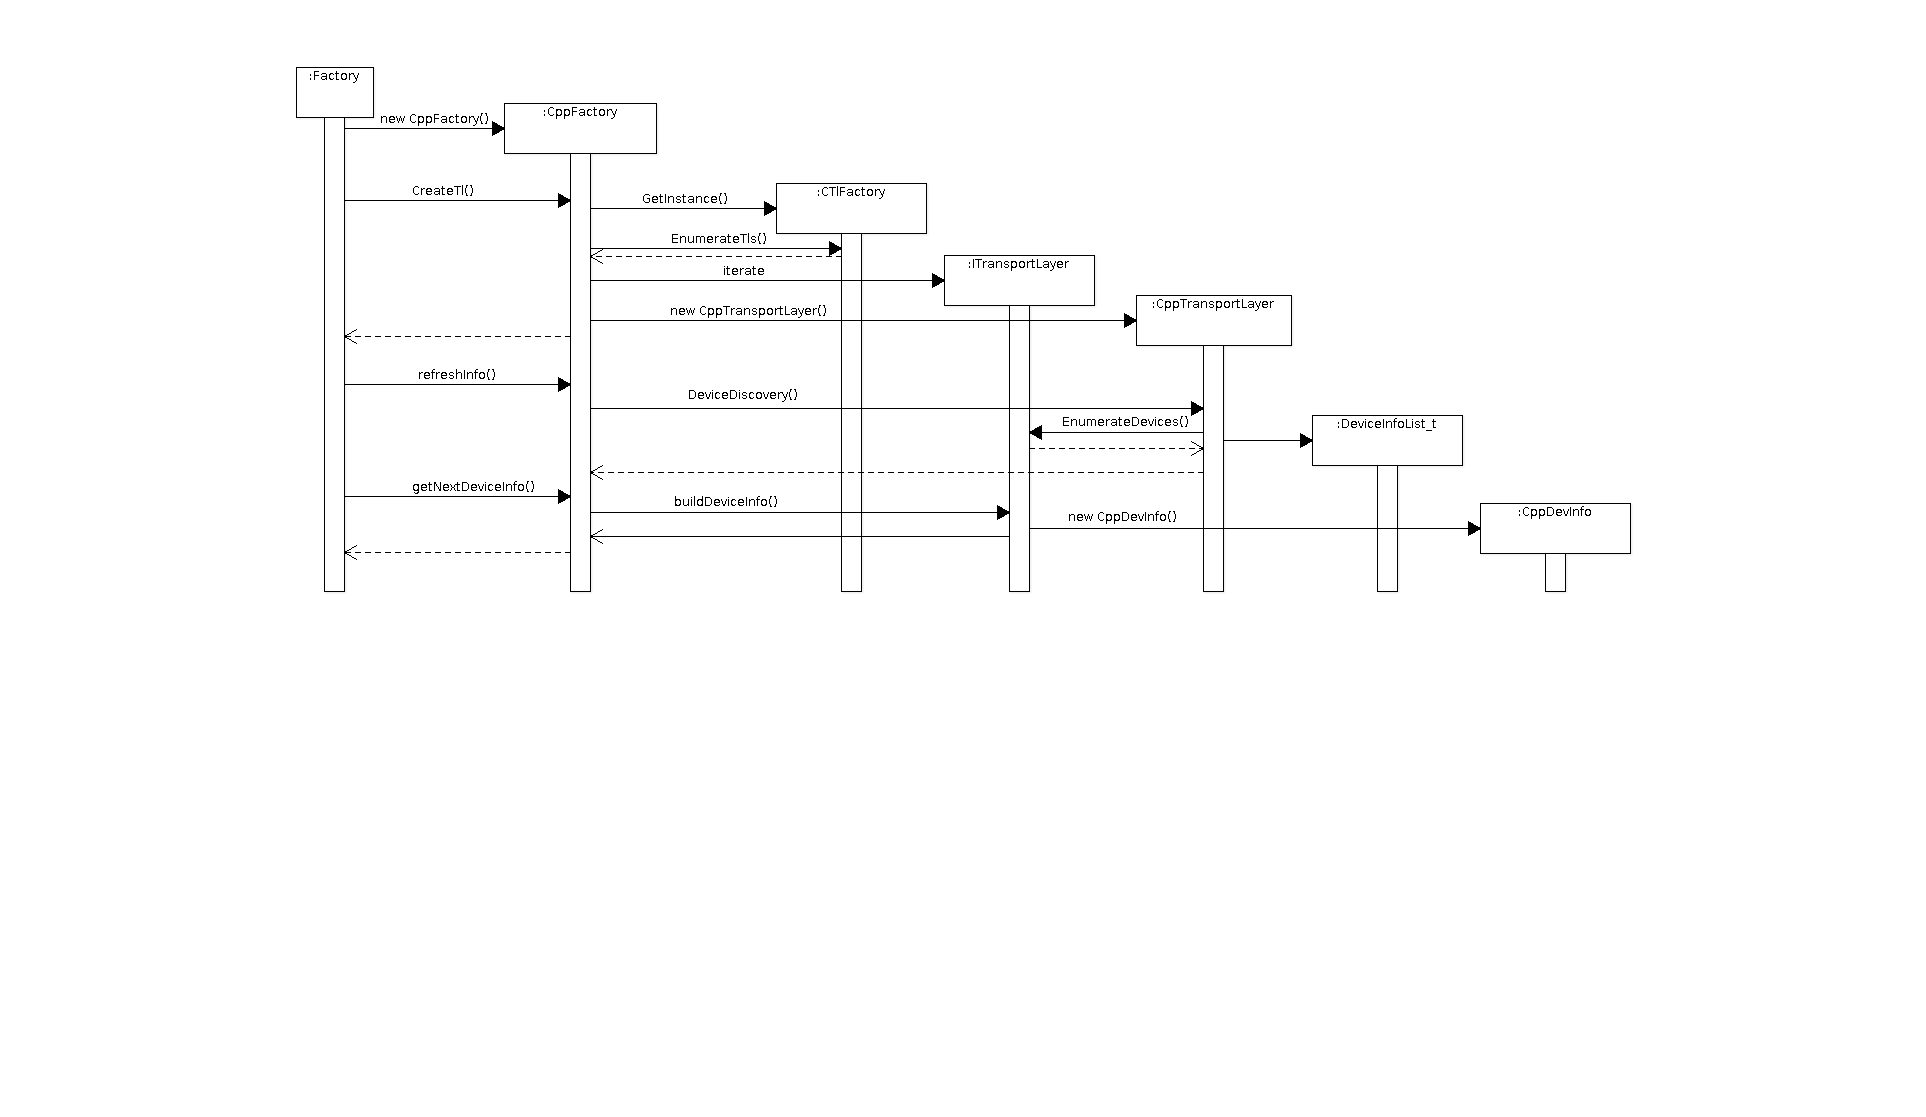 :Factory
:CppFactory
new CppFactory()
CreateTl()
:CTlFactory
GetInstance()
EnumerateTls()
:ITransportLayer
iterate
:CppTransportLayer
new CppTransportLayer()
refreshInfo()
DeviceDiscovery()
EnumerateDevices()
:DeviceInfoList_t
getNextDeviceInfo()
buildDeviceInfo()
:CppDevInfo
new CppDevInfo()